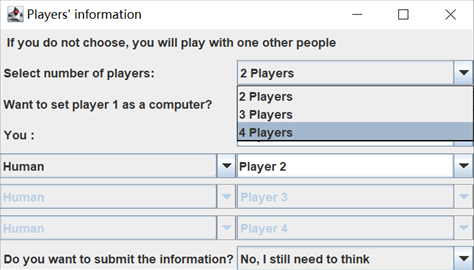 Players' information
If you do not choose, you will play with one other people
Select number of players: 2 Players
2 Players
Want to set player 1 as a computer?
3 Players
4 Players
You :
Human Player 2
Human Player 3
Human Player 4
Do you want to submit the information? No, I still need to think